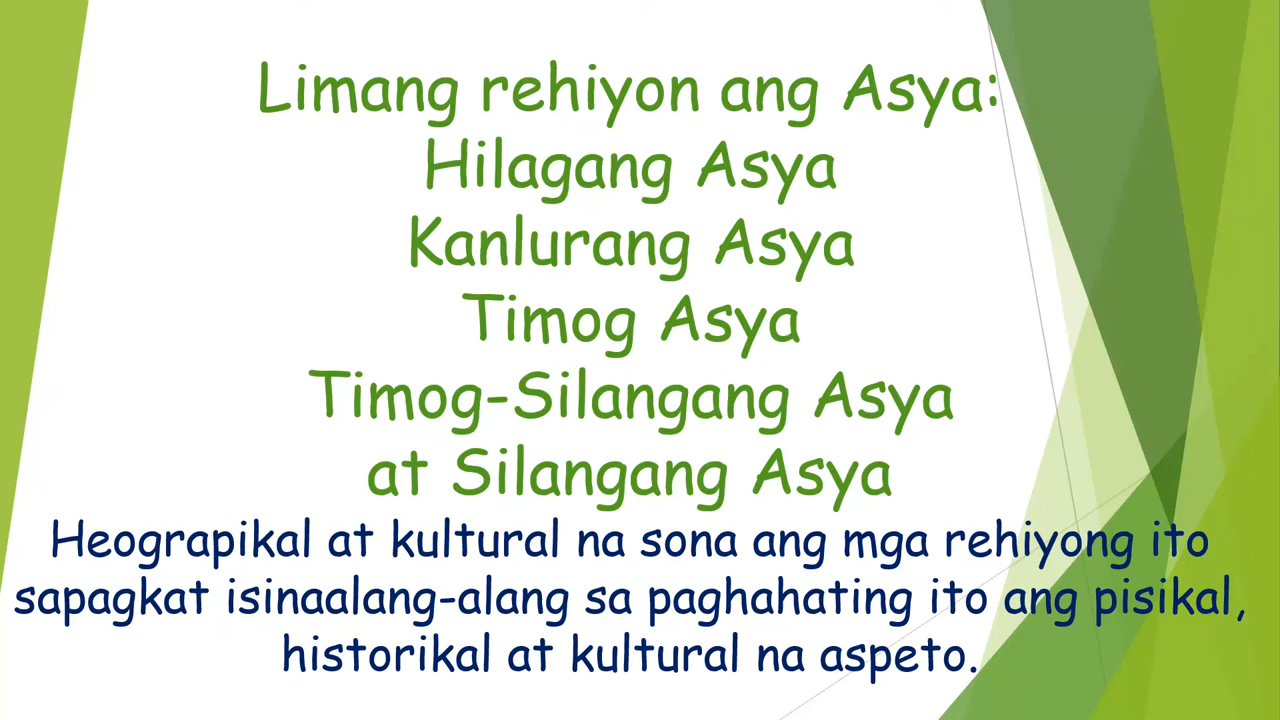 Limang rehiyon ang Asya:
Hilagang Asya
Kanlurang Asya
Timog Asya
Timog-Silangang Asya
at Silangang Asya
Heograpikal at kultural na sona ang mga rehiyong ito
sapagkat isinaalang-alang sa paghahating ito ang pisikal,
historikal at kultural na aspeto.